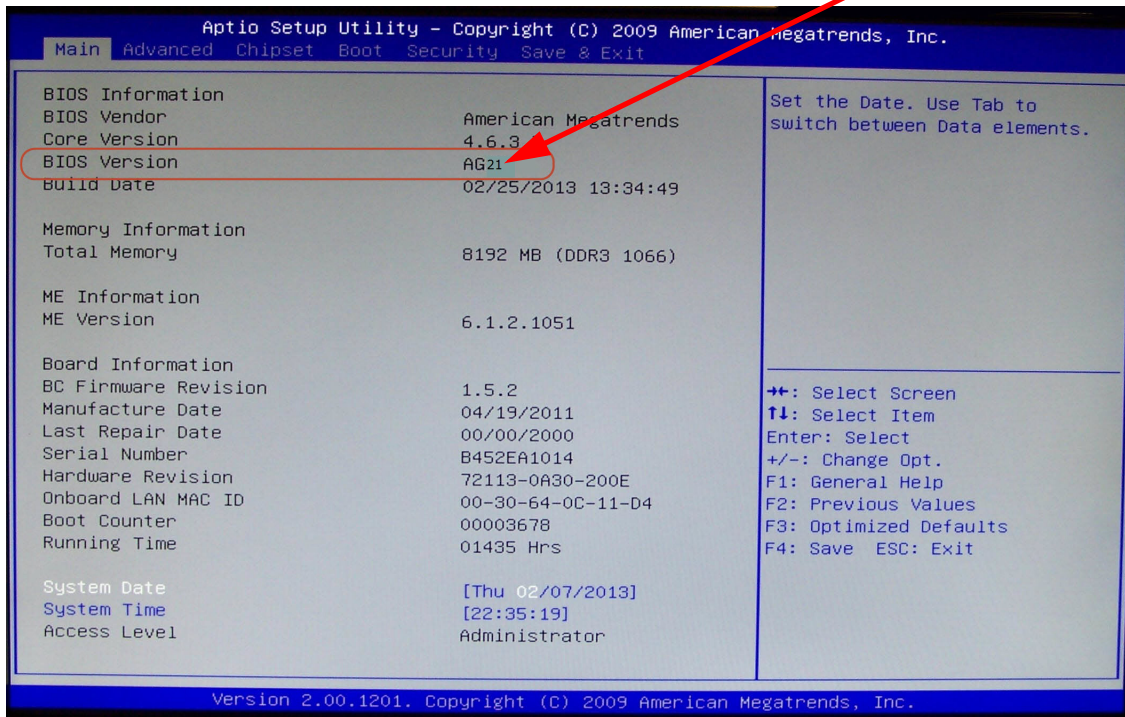 Aptio Setup Utility – Copyright (C) 2009 American Megatrends, Inc.
Main Advanced Chipset Boot Security Save & Exit
BIOS Information
BIOS Vendor American Megatrends
Core Version 4.6.3
BIOS Version AG21
Build Date 02/25/2013 13:34:49
Memory Information
Total Memory 8192 MB (DDR3 1066)
ME Information
ME Version 6.1.2.1051
Board Information
BC Firmware Revision 1.5.2
Manufacture Date 04/19/2011
Last Repair Date 00/00/2000
Serial Number B452EA1014
Hardware Revision 72113-0A30-200E
Onboard LAN MAC ID 00-30-64-0C-11-D4
Boot Counter 00003678
Running Time 01435 Hrs
System Date [Thu 02/07/2013]
System Time [22:35:19]
Access Level Administrator
Set the Date. Use Tab to
switch between Data elements.
→←: Select Screen
↑↓: Select Item
Enter: Select
+/-: Change Opt.
F1: General Help
F2: Previous Values
F3: Optimized Defaults
F4: Save ESC: Exit
Version 2.00.1201. Copyright (C) 2009 American Megatrends, Inc.